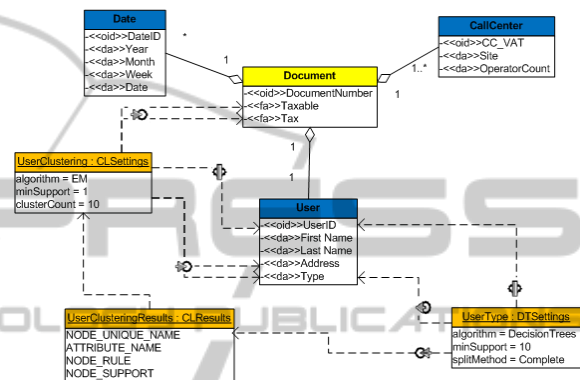 Date
-<<oid>>DateID
-<<da>>Year
-<<da>>Month
-<<da>>Week
-<<da>>Date
*
1
CallCenter
-<<oid>>CC_VAT
-<<da>>Site
-<<da>>OperatorCount
1..*
1
Document
-<<oid>>DocumentNumber
-<<fa>>Taxable
-<<fa>>Tax
1
1
UserClustering : CLSettings
algorithm = EM
minSupport = 1
clusterCount = 10
User
-<<oid>>UserID
-<<da>>First Name
-<<da>>Last Name
-<<da>>Address
-<<da>>Type
UserClusteringResults : CLResults
NODE_UNIQUE_NAME
ATTRIBUTE_NAME
NODE_RULE
NODE_SUPPORT
UserType : DTSettings
algorithm = DecisionTrees
minSupport = 10
splitMethod = Complete
PRESS
PUBLICATION